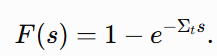 F(s) = 1 − e^{−Σ_t s}.